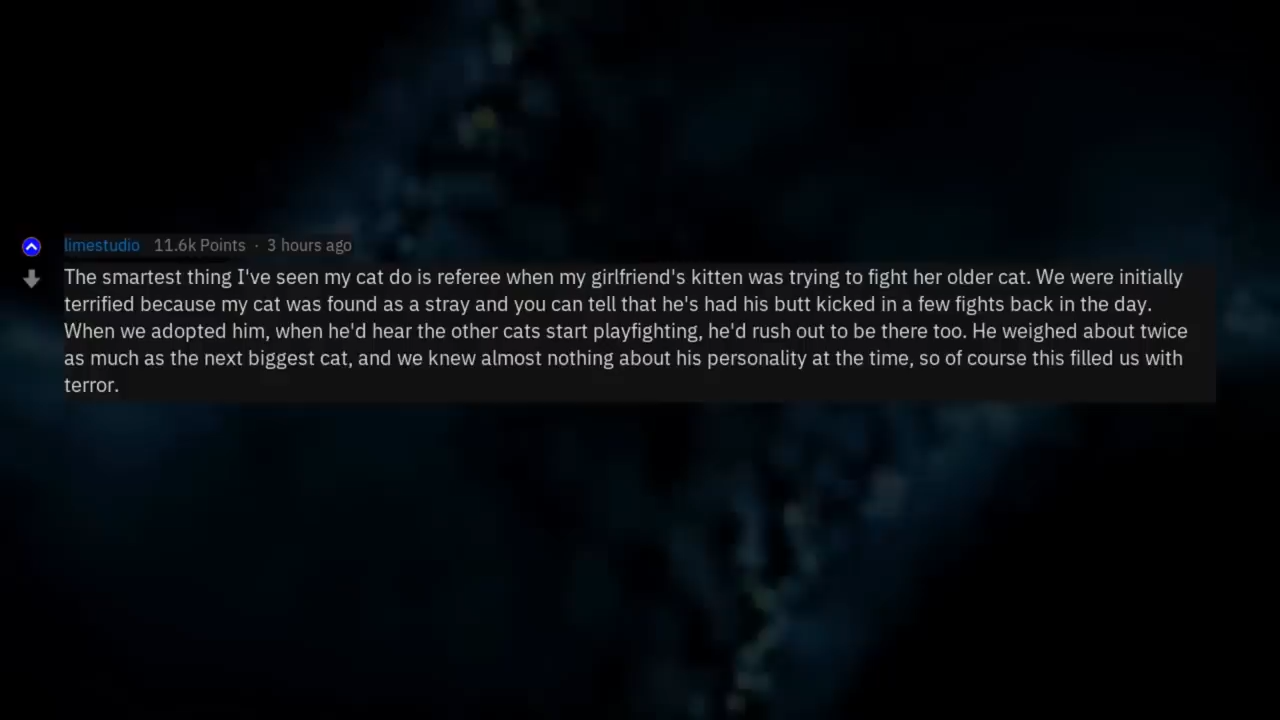 limestudio 11.6k Points · 3 hours ago
The smartest thing I've seen my cat do is referee when my girlfriend's kitten was trying to fight her older cat. We were initially
terrified because my cat was found as a stray and you can tell that he's had his butt kicked in a few fights back in the day.
When we adopted him, when he'd hear the other cats start playfighting, he'd rush out to be there too. He weighed about twice
as much as the next biggest cat, and we knew almost nothing about his personality at the time, so of course this filled us with
terror.